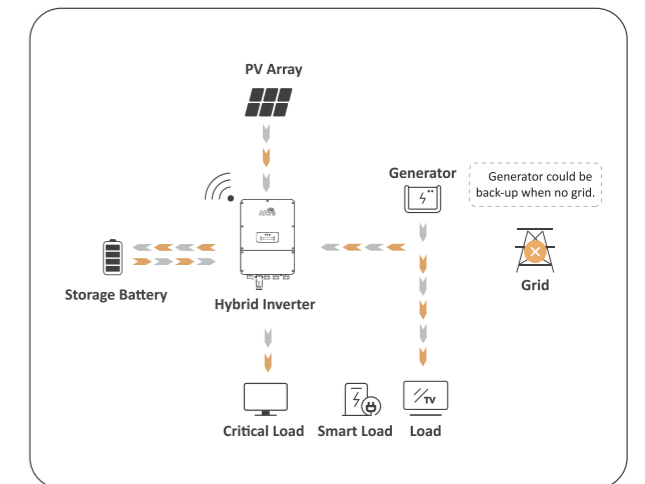 PV Array
Generator
Generator could be
back-up when no grid.
Storage Battery
Hybrid Inverter
Grid
TV
Critical Load
Smart Load
Load